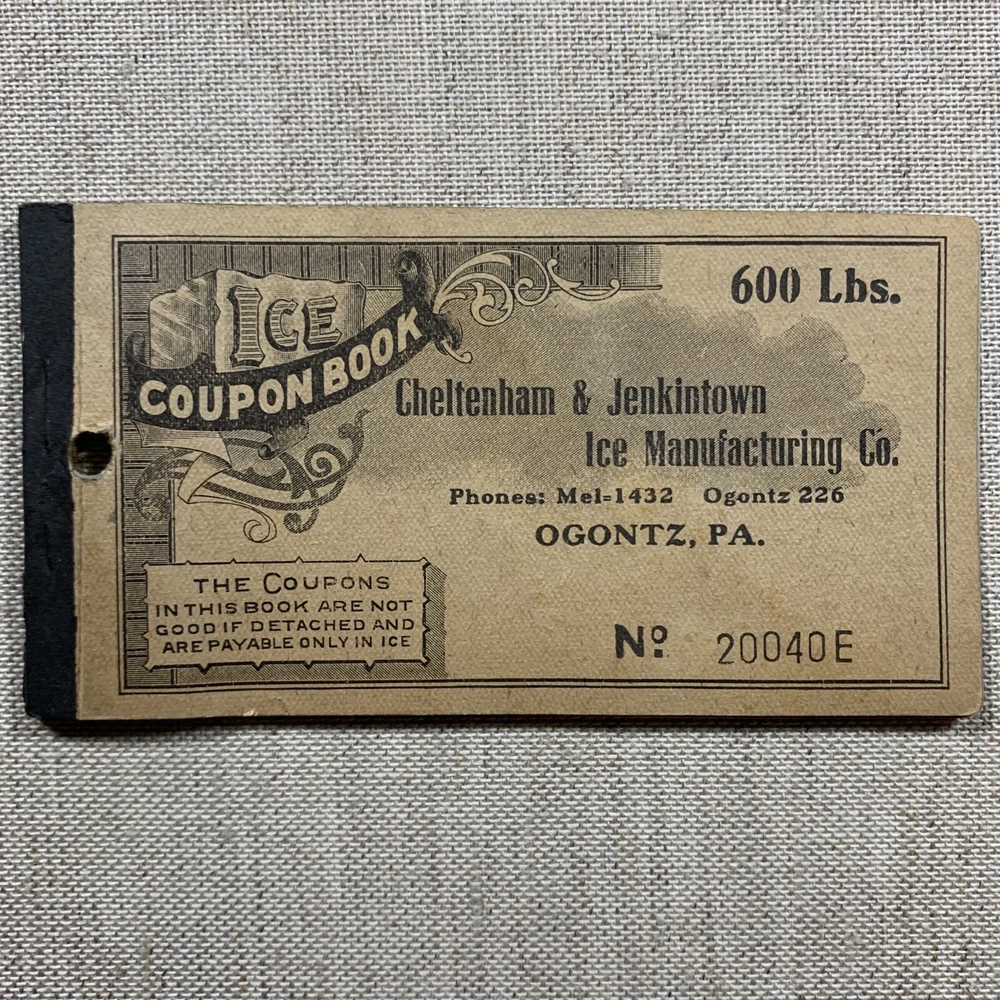 ICE
COUPON BOOK
600 Lbs.
Cheltenham & Jenkintown
Ice Manufacturing Co.
Phones: Mel=1432 Ogontz 226
OGONTZ, PA.
THE COUPONS
IN THIS BOOK ARE NOT
GOOD IF DETACHED AND
ARE PAYABLE ONLY IN ICE
Nº 20040E